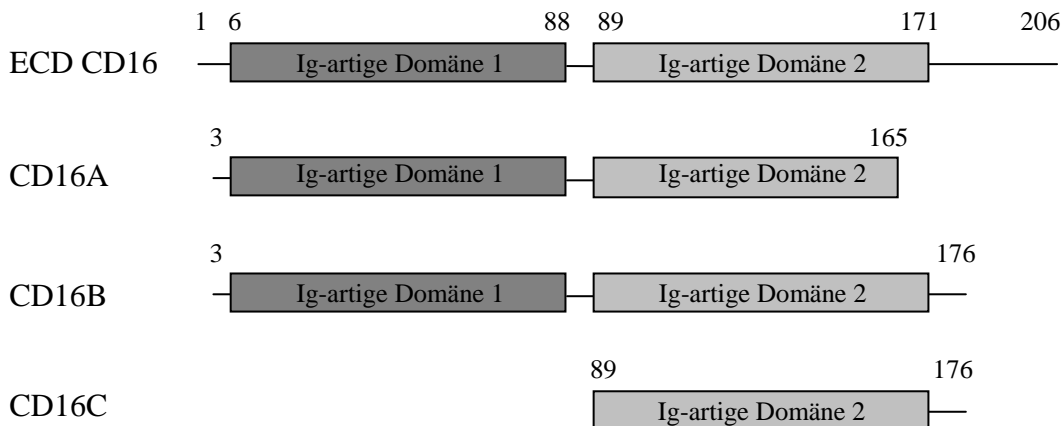 1 6 88 89 171 206
ECD CD16 Ig-artige Domäne 1 Ig-artige Domäne 2
3 165
CD16A Ig-artige Domäne 1 Ig-artige Domäne 2
3 176
CD16B Ig-artige Domäne 1 Ig-artige Domäne 2
89 176
CD16C Ig-artige Domäne 2